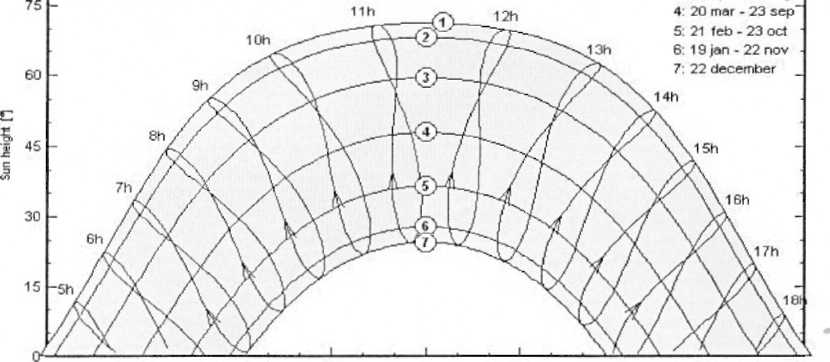 75
11h
1
12h
4: 20 mar - 23 sep
5: 21 feb - 23 oct
6: 19 jan - 22 nov
7: 22 december
2
10h
13h
60
3
9h
14h
Sun height [°]
8h
4
45
15h
7h
5
16h
30
6h
6
7
17h
15
5h
18h
0